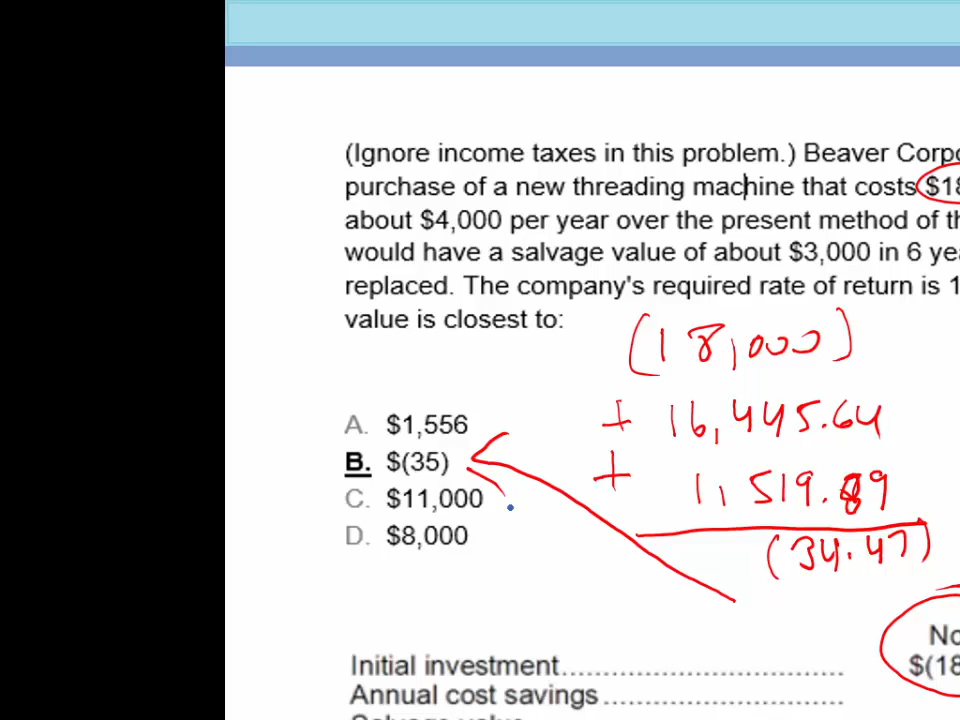 (Ignore income taxes in this problem.) Beaver Corpo
purchase of a new threading machine that costs $18
about $4,000 per year over the present method of th
would have a salvage value of about $3,000 in 6 ye
replaced. The company's required rate of return is 1
value is closest to:
(18,000)
+ 16,445.64
+ 11,519.89
(34.47)
A. $1,556
B. $(35)
C. $11,000
D. $8,000
No
Initial investment
$(18
Annual cost savings